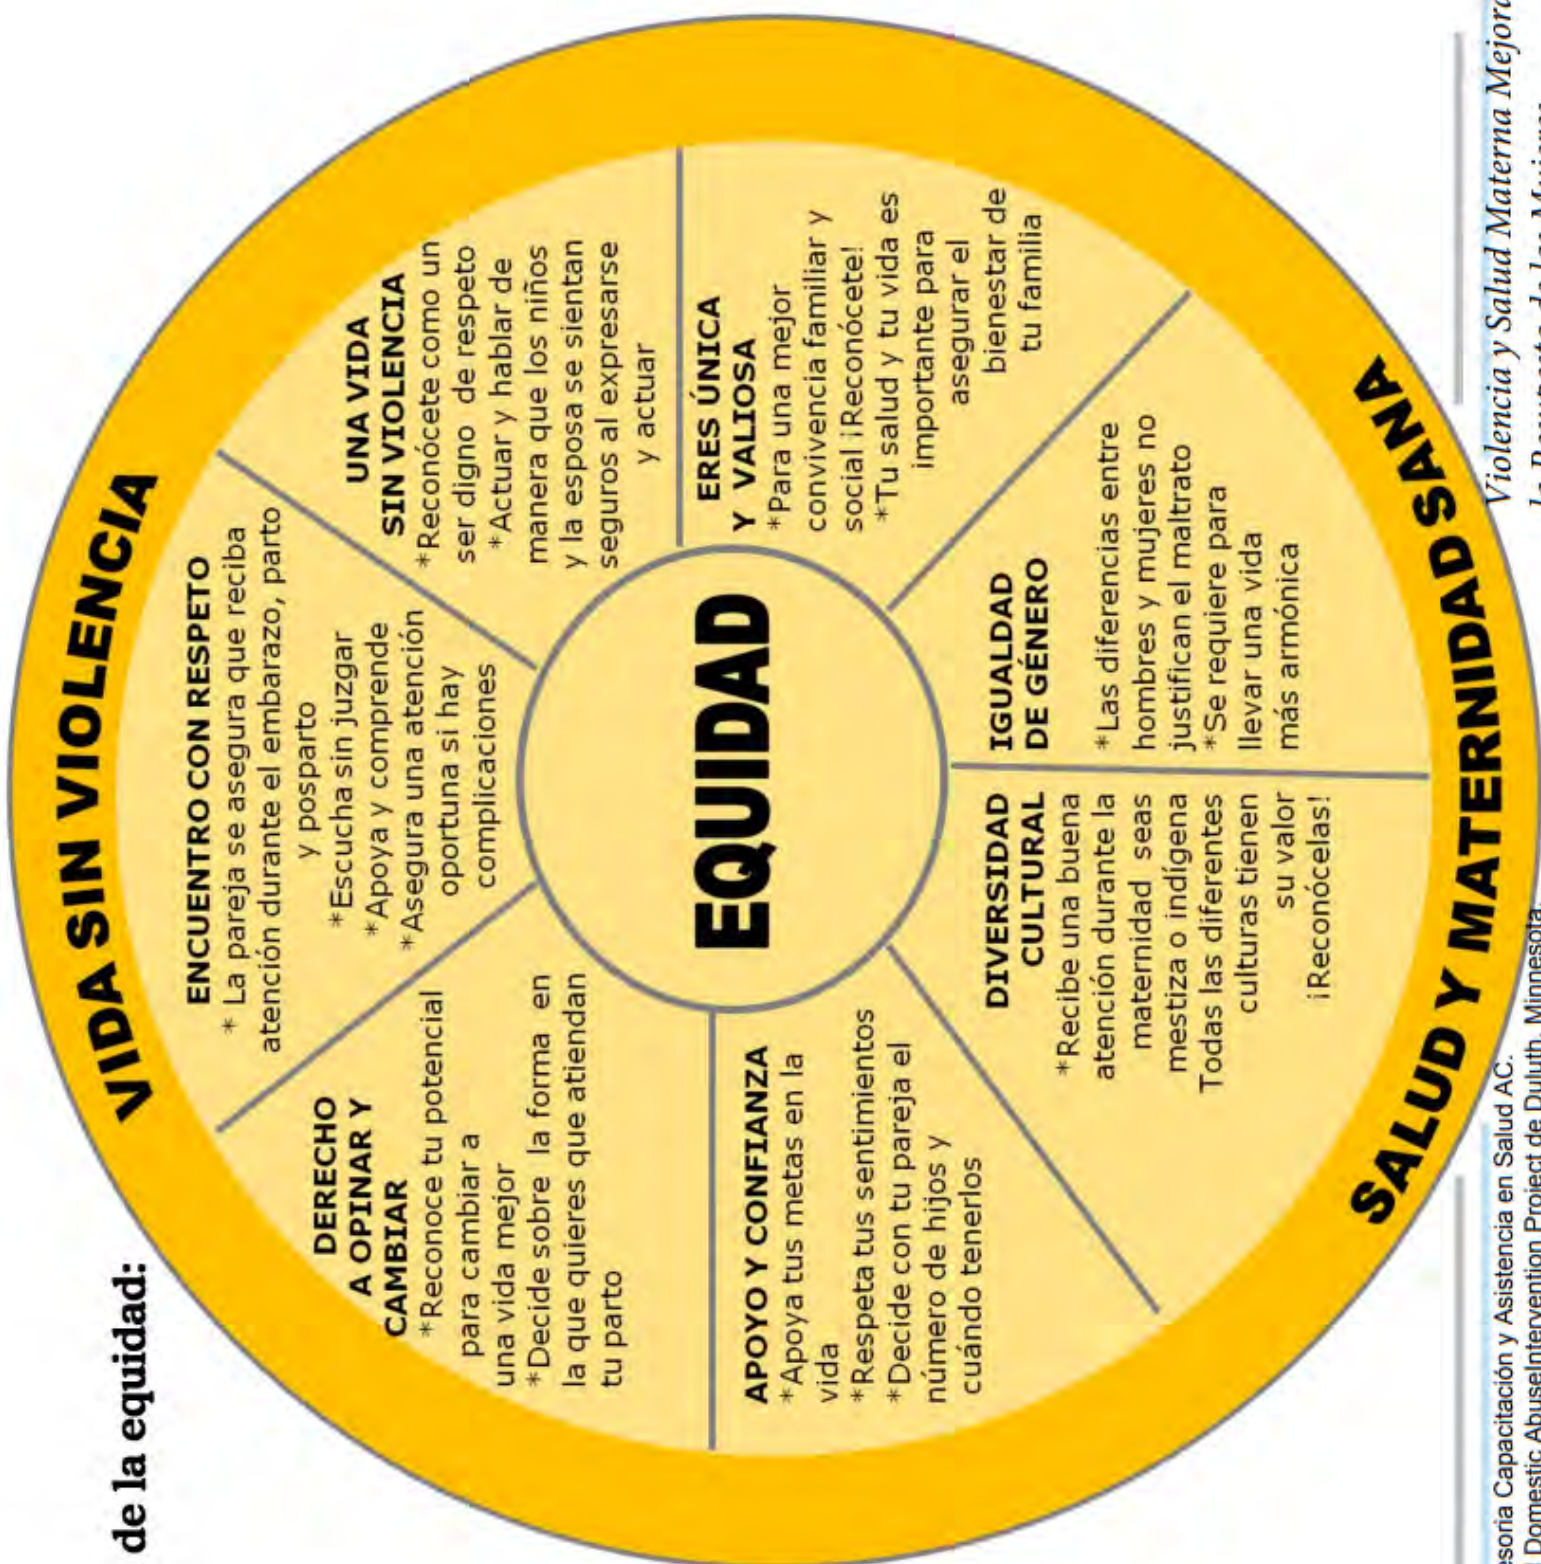 de la equidad:
VIDA SIN VIOLENCIA
ENCUENTRO CON RESPETO
* La pareja se asegura que reciba
atención durante el embarazo, parto
y posparto
*Escucha sin juzgar
*Apoya y comprende
*Asegura una atención
oportuna si hay
complicaciones
UNA VIDA
SIN VIOLENCIA
*Reconócete como un
ser digno de respeto
*Actuar y hablar de
manera que los niños
y la esposa se sientan
seguros al expresarse
y actuar
ERES ÚNICA
Y VALIOSA
*Para una mejor
convivencia familiar y
social ¡Reconócete!
*Tu salud y tu vida es
importante para
asegurar el
bienestar de
tu familia
IGUALDAD
DE GÉNERO
*Las diferencias entre
hombres y mujeres no
justifican el maltrato
*Se requiere para
llevar una vida
más armónica
DIVERSIDAD
CULTURAL
*Recibe una buena
atención durante la
maternidad seas
mestiza o indígena
Todas las diferentes
culturas tienen
su valor
¡Reconócelas!
APOYO Y CONFIANZA
*Apoya tus metas en la
vida
*Respeta tus sentimientos
*Decide con tu pareja el
número de hijos y
cuándo tenerlos
DERECHO
A OPINAR Y
CAMBIAR
*Reconoce tu potencial
para cambiar a
una vida mejor
*Decide sobre la forma en
la que quieres que atiendan
tu parto
EQUIDAD
SALUD Y MATERNIDAD SANA
Capacitación y Asistencia en Salud AC.
Domestic AbuseIntervention Project de Duluth, Minnesota.
Violencia y Salud Materna
de las Mujeres